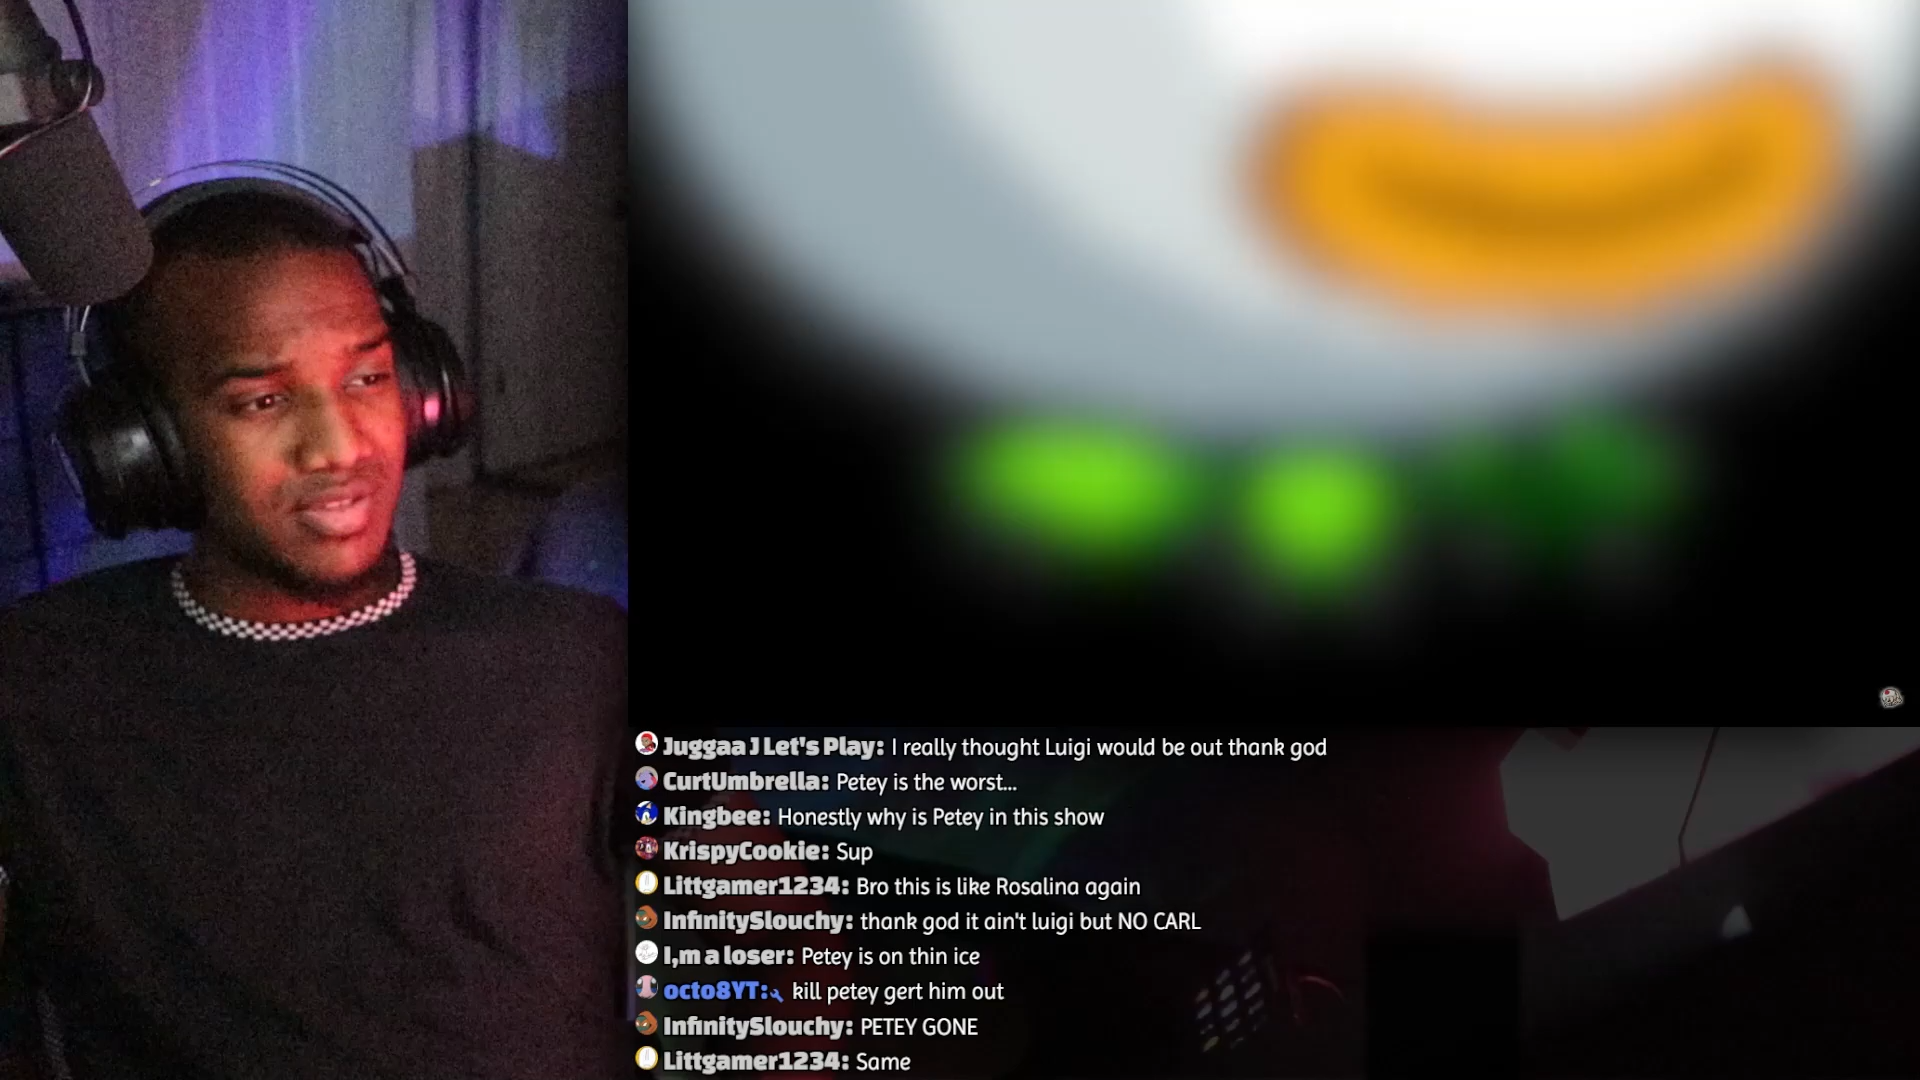 Juggaa J Let's Play: I really thought Luigi would be out thank god
CurtUmbrella: Petey is the worst...
Kingbee: Honestly why is Petey in this show
KrispyCookie: Sup
Littgamer1234: Bro this is like Rosalina again
InfinitySlouchy: thank god it ain't luigi but NO CARL
I,m a loser: Petey is on thin ice
octo8YT: kill petey gert him out
InfinitySlouchy: PETEY GONE
Littgamer1234: Same